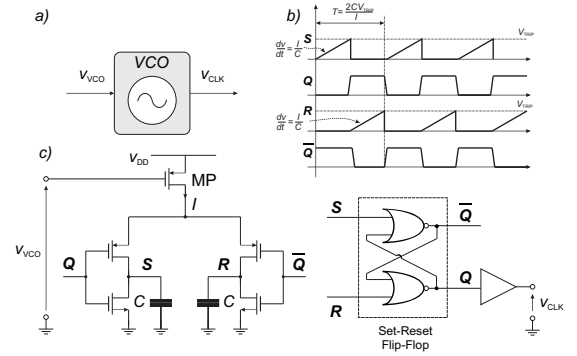 a)
VCO
VVCO
VCLK
b)
T= 2CVTRIP / I
S
VTRIP
dv/dt = I/C
Q
R
VTRIP
dv/dt = I/C
Q
c)
VDD
MP
I
VVCO
Q
S
R
Q
C
C
S
Q
Q
R
VCLK
Set-Reset
Flip-Flop